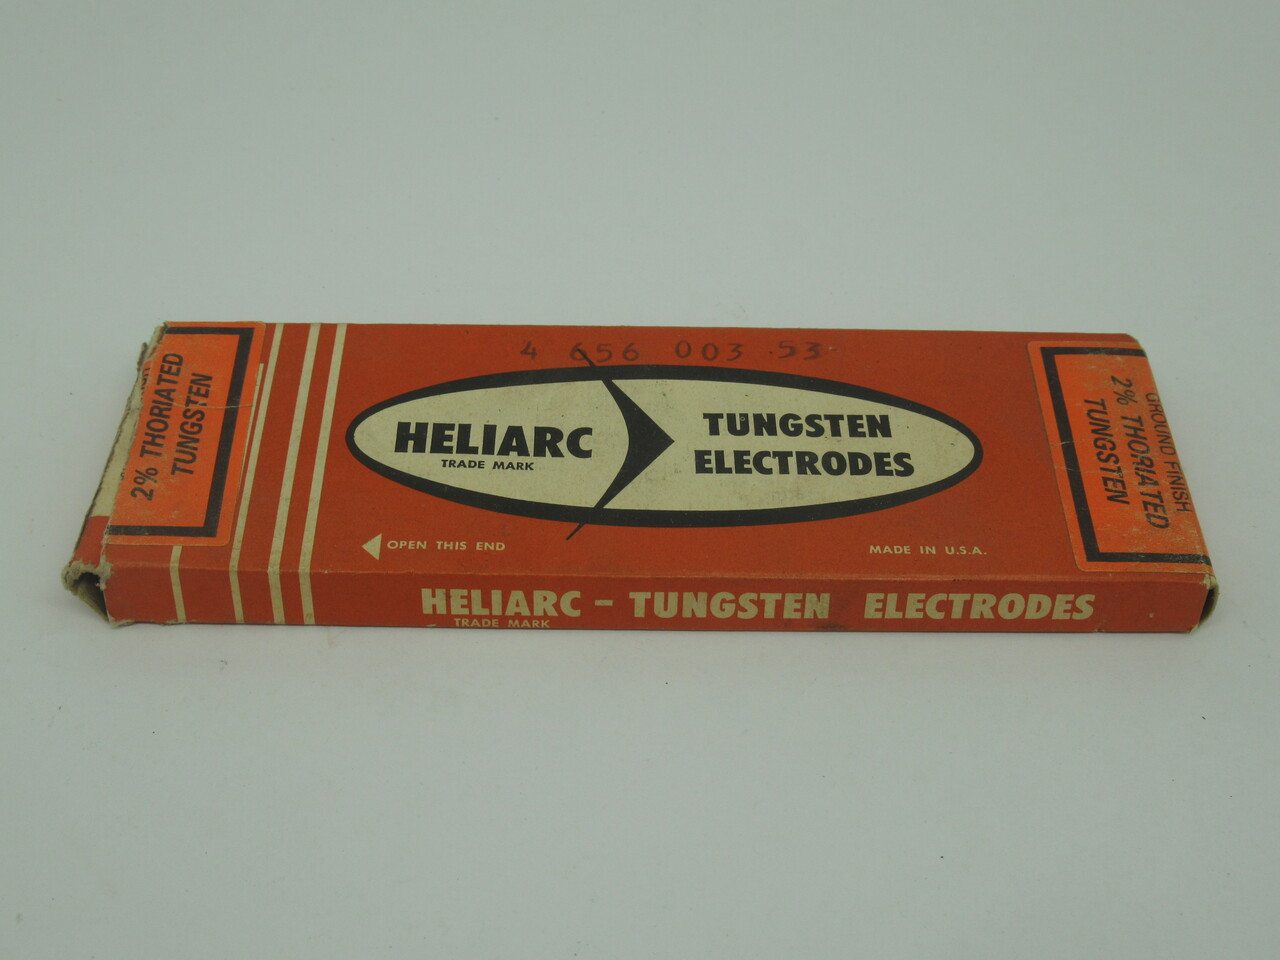 4 656 003 53
HELIARC
TRADE MARK
TUNGSTEN
ELECTRODES
OPEN THIS END
MADE IN U.S.A.
HELIARC - TUNGSTEN ELECTRODES
TRADE MARK
2% THORIATED
TUNGSTEN
GROUND FINISH
2% THORIATED
TUNGSTEN